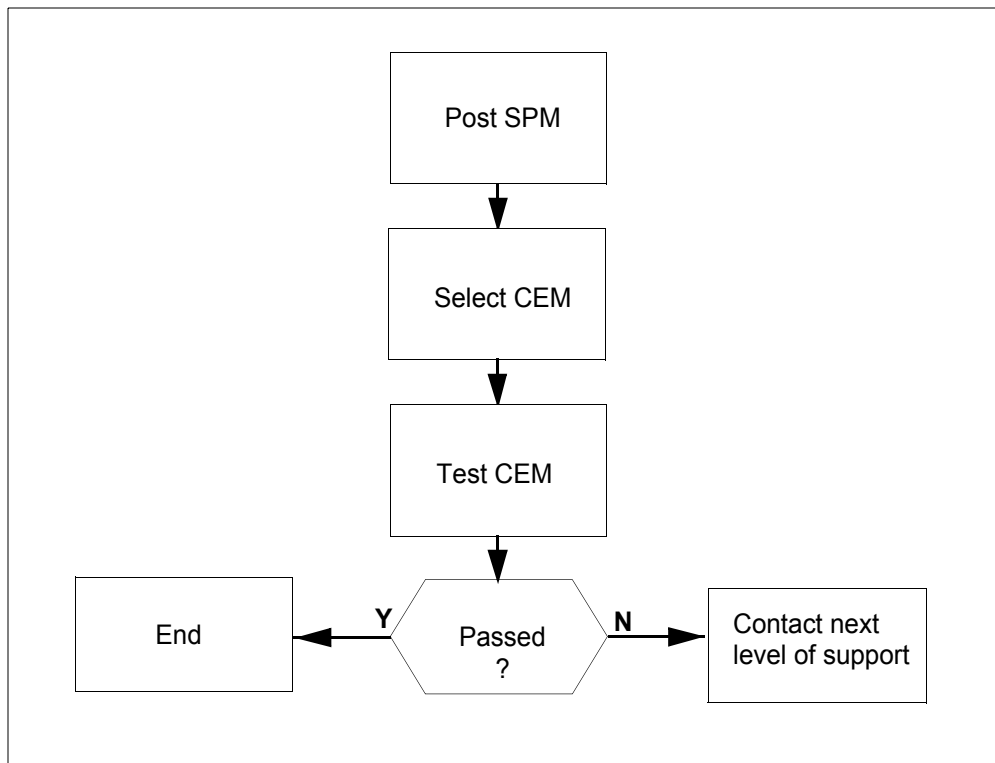 Post SPM
Select CEM
Test CEM
End
Y
Passed
?
N
Contact next
level of support